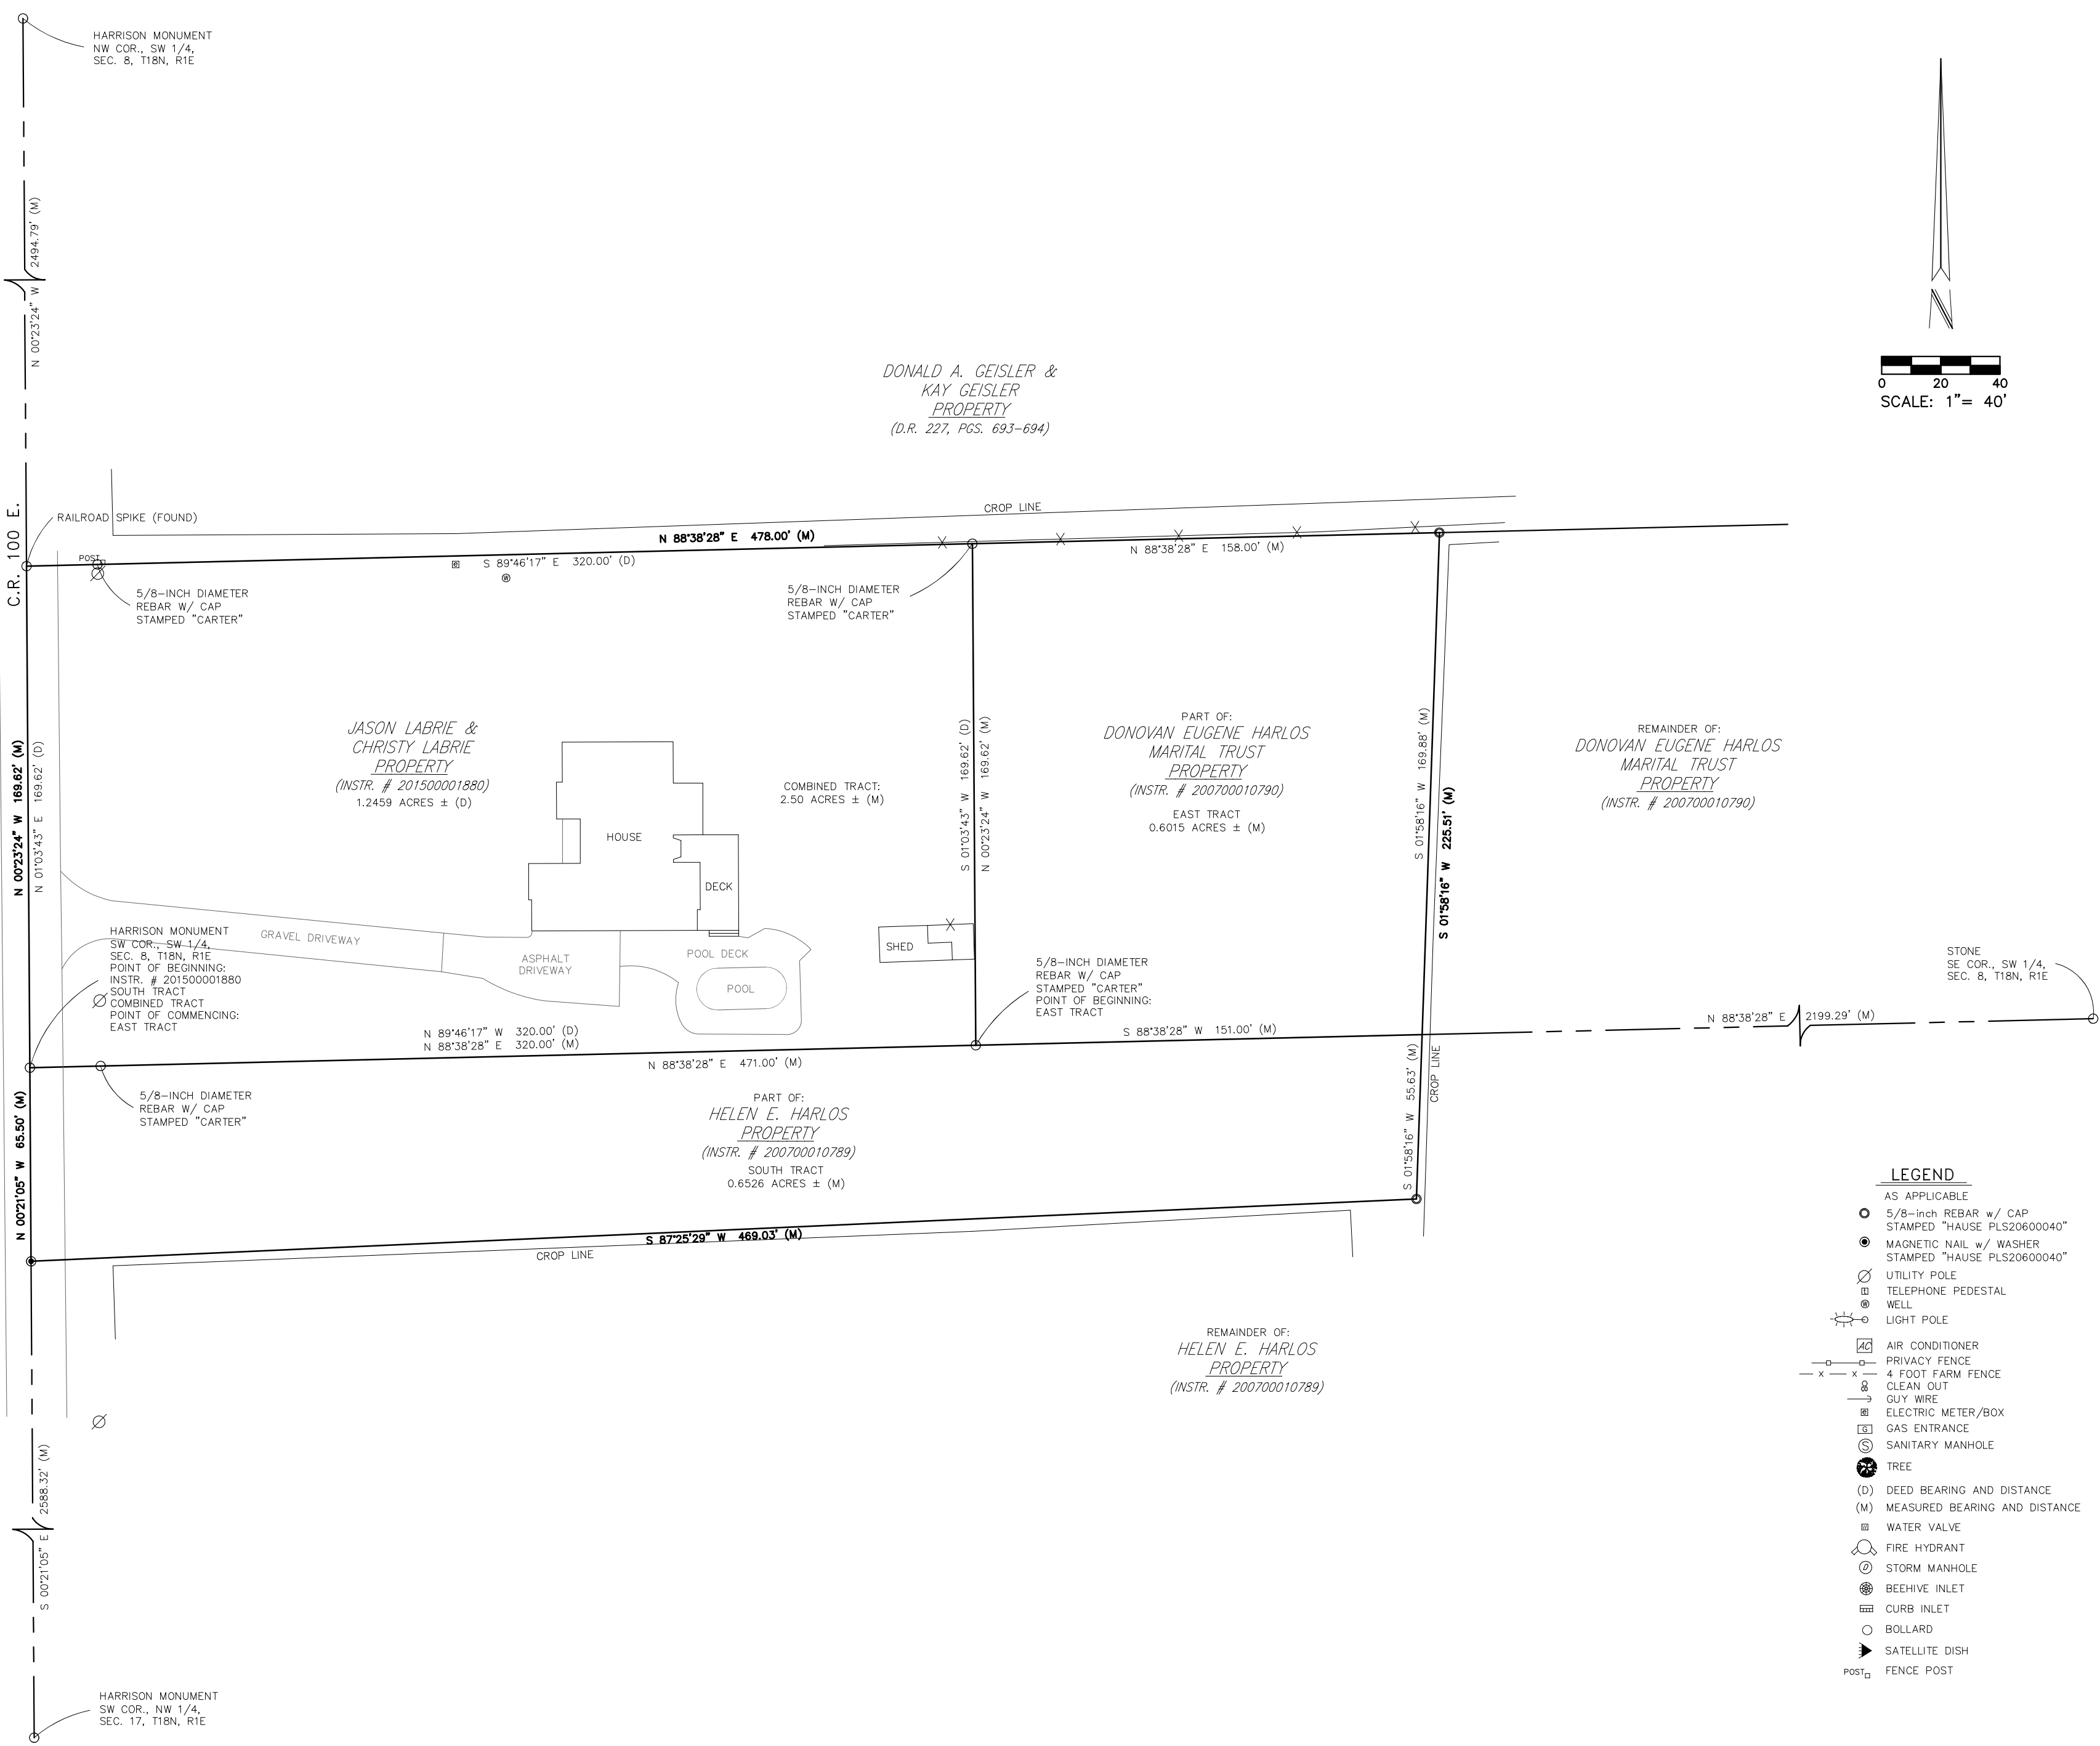 HARRISON MONUMENT
NW COR., SW 1/4,
SEC. 8, T18N, R1E
N 00°23'24" W 2494.79' (M)
N
0 20 40
SCALE: 1"= 40'
DONALD A. GEISLER &
KAY GEISLER
PROPERTY
(D.R. 227, PGS. 693-694)
C.R. 100 E.
RAILROAD SPIKE (FOUND)
CROP LINE
N 88°38'28" E 478.00' (M)
POST
S 89°46'17" E 320.00' (D)
N 88°38'28" E 158.00' (M)
E
W
5/8-INCH DIAMETER
REBAR W/ CAP
STAMPED "CARTER"
5/8-INCH DIAMETER
REBAR W/ CAP
STAMPED "CARTER"
N 00°23'24" W 169.62' (M)
N 01°03'43" E 169.62' (D)
JASON LABRIE &
CHRISTY LABRIE
PROPERTY
(INSTR. # 201500001880)
1.2459 ACRES ± (D)
HOUSE
DECK
COMBINED TRACT:
2.50 ACRES ± (M)
S 01°03'43" W 169.62' (D)
N 00°23'24" W 169.62' (M)
PART OF:
DONOVAN EUGENE HARLOS
MARITAL TRUST
PROPERTY
(INSTR. # 200700010790)
EAST TRACT
0.6015 ACRES ± (M)
S 01°58'16" W 169.88' (M)
S 01°58'16" W 225.51' (M)
REMAINDER OF:
DONOVAN EUGENE HARLOS
MARITAL TRUST
PROPERTY
(INSTR. # 200700010790)
HARRISON MONUMENT
SW COR., SW 1/4,
SEC. 8, T18N, R1E
POINT OF BEGINNING:
INSTR. # 201500001880
SOUTH TRACT
COMBINED TRACT
POINT OF COMMENCING:
EAST TRACT
GRAVEL DRIVEWAY
ASPHALT
DRIVEWAY
POOL DECK
POOL
SHED
5/8-INCH DIAMETER
REBAR W/ CAP
STAMPED "CARTER"
POINT OF BEGINNING:
EAST TRACT
STONE
SE COR., SW 1/4,
SEC. 8, T18N, R1E
N 89°46'17" W 320.00' (D)
N 88°38'28" E 320.00' (M)
S 88°38'28" W 151.00' (M)
N 88°38'28" E 2199.29' (M)
N 88°38'28" E 471.00' (M)
N 00°21'05" W 65.50' (M)
5/8-INCH DIAMETER
REBAR W/ CAP
STAMPED "CARTER"
PART OF:
HELEN E. HARLOS
PROPERTY
(INSTR. # 200700010789)
SOUTH TRACT
0.6526 ACRES ± (M)
S 01°58'16" W 55.63' (M)
CROP LINE
S 87°25'29" W 469.03' (M)
CROP LINE
REMAINDER OF:
HELEN E. HARLOS
PROPERTY
(INSTR. # 200700010789)
S 00°21'05" E 2588.32' (M)
HARRISON MONUMENT
SW COR., NW 1/4,
SEC. 17, T18N, R1E
LEGEND
AS APPLICABLE
5/8-inch REBAR w/ CAP
STAMPED "HAUSE PLS20600040"
MAGNETIC NAIL w/ WASHER
STAMPED "HAUSE PLS20600040"
UTILITY POLE
TELEPHONE PEDESTAL
W WELL
LIGHT POLE
AC AIR CONDITIONER
PRIVACY FENCE
X X 4 FOOT FARM FENCE
CLEAN OUT
GUY WIRE
E ELECTRIC METER/BOX
G GAS ENTRANCE
S SANITARY MANHOLE
TREE
(D) DEED BEARING AND DISTANCE
(M) MEASURED BEARING AND DISTANCE
WATER VALVE
FIRE HYDRANT
D STORM MANHOLE
BEEHIVE INLET
CURB INLET
BOLLARD
SATELLITE DISH
POST FENCE POST